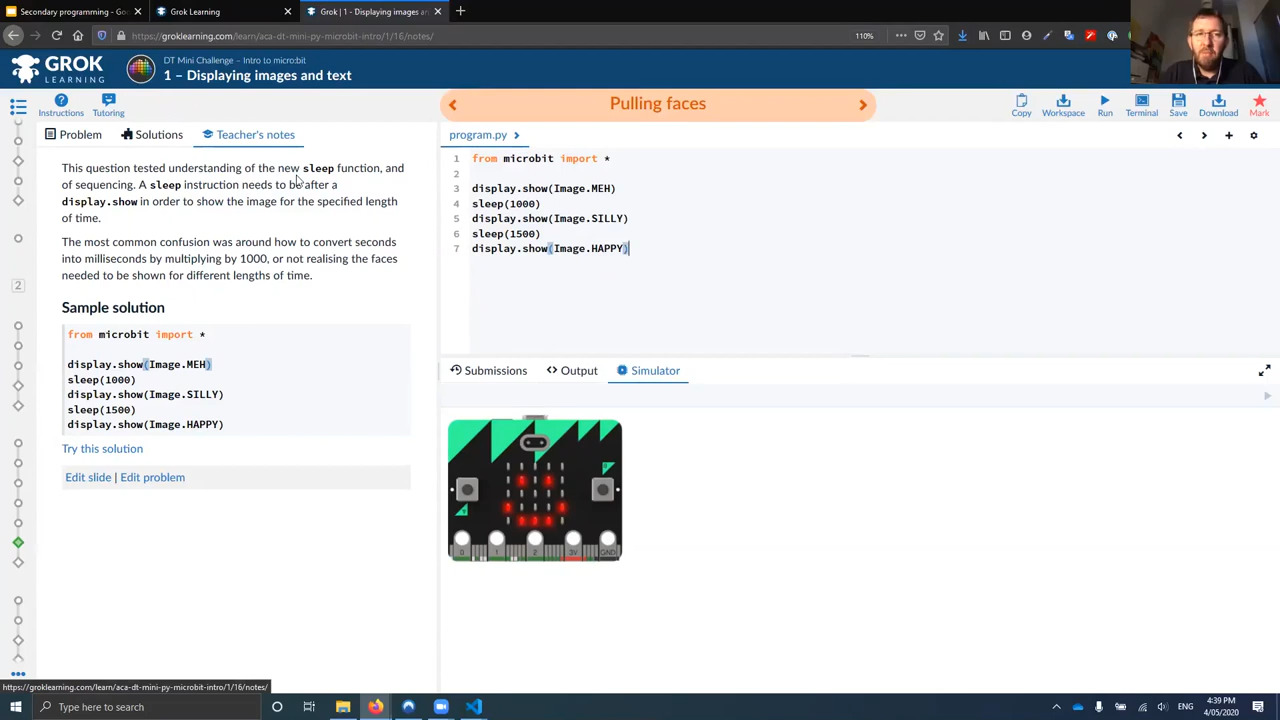 Secondary programming - Goo
Grok Learning
Grok | 1 – Displaying images an
https://groklearning.com/learn/aca-dt-mini-py-microbit-intro/1/16/notes/
110%
GROK
LEARNING
DT Mini Challenge – Intro to micro:bit
1 – Displaying images and text
Instructions
Tutoring
Pulling faces
Copy
Workspace
Run
Terminal
Save
Download
Mark
Problem
Solutions
Teacher's notes
program.py
This question tested understanding of the new sleep function, and
of sequencing. A sleep instruction needs to be after a
display.show in order to show the image for the specified length
of time.
The most common confusion was around how to convert seconds
into milliseconds by multiplying by 1000, or not realising the faces
needed to be shown for different lengths of time.
Sample solution
from microbit import *
display.show(Image.MEH)
sleep(1000)
display.show(Image.SILLY)
sleep(1500)
display.show(Image.HAPPY)
Try this solution
Edit slide | Edit problem
2
1 from microbit import *
2
3 display.show(Image.MEH)
4 sleep(1000)
5 display.show(Image.SILLY)
6 sleep(1500)
7 display.show(Image.HAPPY)
Submissions
Output
Simulator
0 1 2 3V GND
https://groklearning.com/learn/aca-dt-mini-py-microbit-intro/1/16/notes/
Type here to search
4:39 PM
4/05/2020